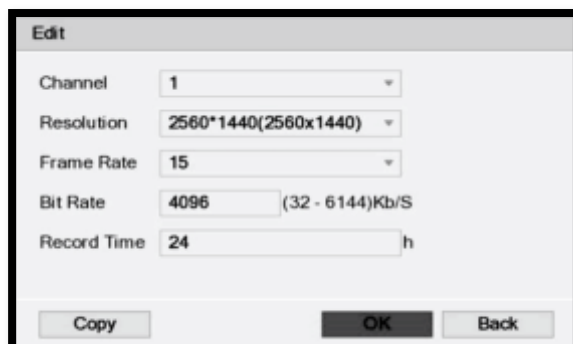 Edit
Channel 1
Resolution 2560*1440(2560x1440)
Frame Rate 15
Bit Rate 4096 (32 - 6144)Kb/S
Record Time 24 h
Copy OK Back